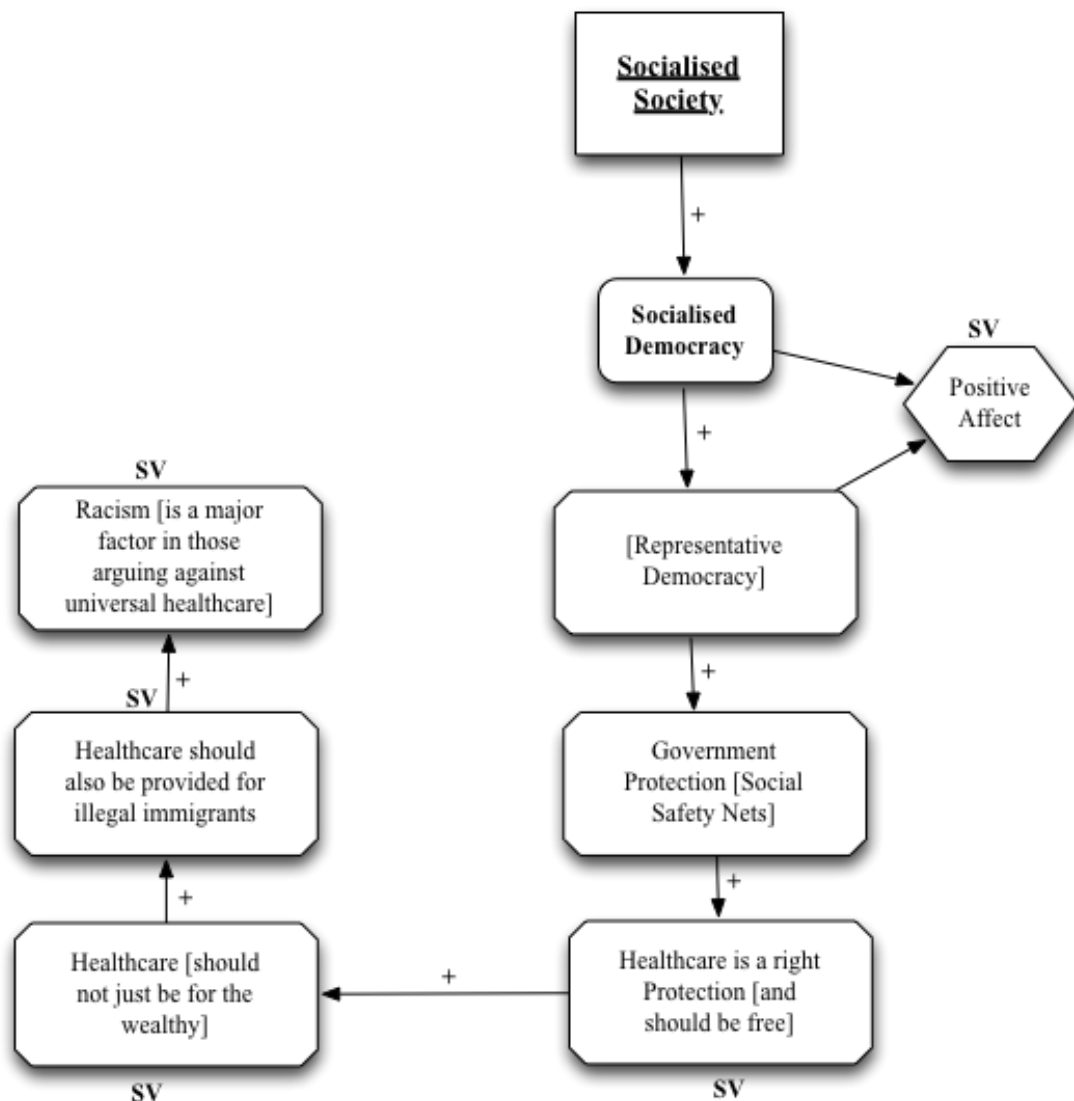 Socialised
Society
+
Socialised
Democracy
SV
Positive
Affect
+
[Representative
Democracy]
+
Government
Protection [Social
Safety Nets]
+
Healthcare is a right
Protection [and
should be free]
SV
+
Healthcare [should
not just be for the
wealthy]
SV
+
Healthcare should
also be provided for
illegal immigrants
SV
+
Racism [is a major
factor in those
arguing against
universal healthcare]
SV